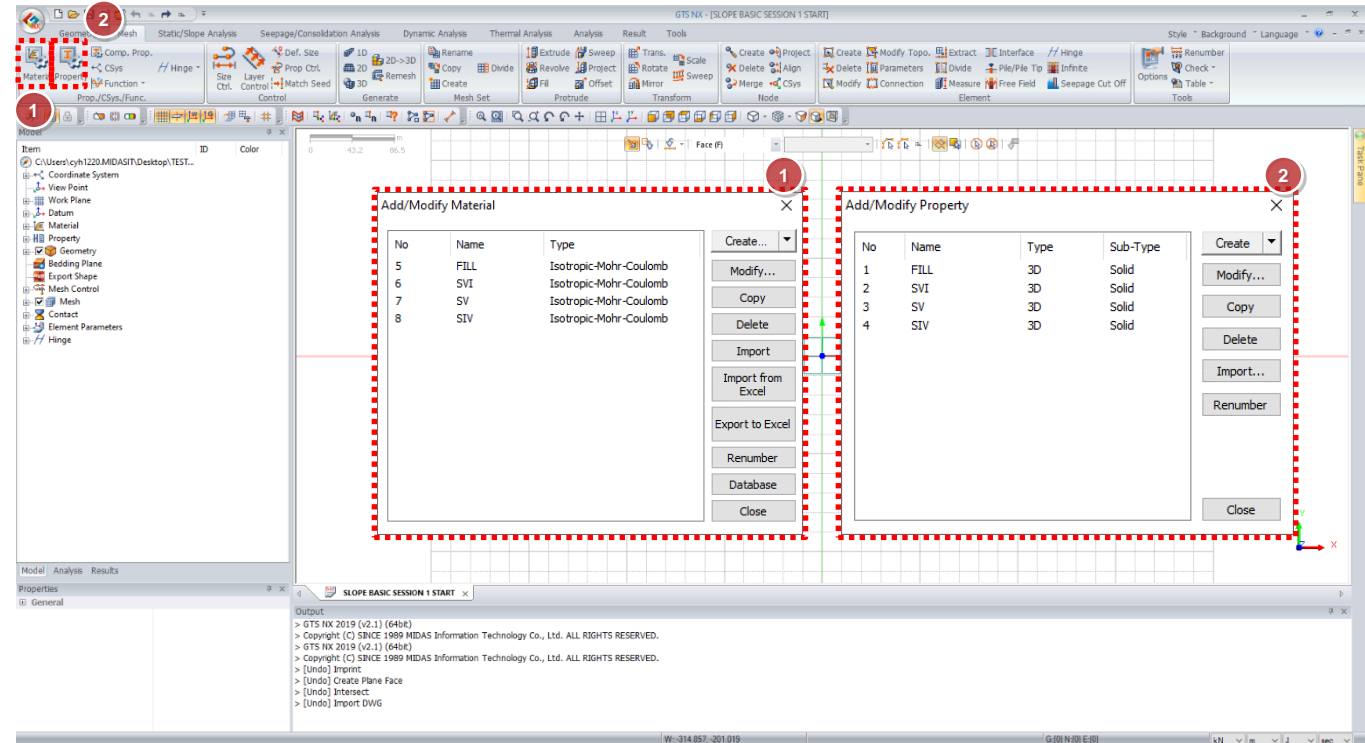 GTS NX - [SLOPE BASIC SESSION 1 START]
2
Mesh Static/Slope Analysis Seepage/Consolidation Analysis Dynamic Analysis Thermal Analysis Analysis Result Tools Style Background Language
Material Property Comp. Prop. CSys Function Hinge
Size Ctrl. Layer Control Def. Size Prop Ctrl. Match Seed
1D 2D 3D 2D->3D Remesh
Rename Copy Create Divide
Extrude Revolve Fill Sweep Project Offset
Trans. Rotate Mirror Scale Sweep
Create Delete Merge Project Align CSys
Create Delete Modify Modify Topo. Parameters Connection Extract Divide Measure Interface Pile/Pile Tip Free Field Hinge Infinite Seepage Cut Off
Options Renumber Check Table
Prop./CSys./Func. Control Generate Mesh Set Protrude Transform Node Element Tools
1
Model
Item ID Color
C:\Users\cyh1220.MIDASIT\Desktop\TEST...
Coordinate System
View Point
Work Plane
Datum
Material
Property
Geometry
Bedding Plane
Export Shape
Mesh Control
Mesh
Contact
Element Parameters
Hinge
Model Analysis Results
Properties
General
m
0 43.2 86.5
Face (F)
Task Pane
1
Add/Modify Material
No Name Type
5 FILL Isotropic-Mohr-Coulomb
6 SVI Isotropic-Mohr-Coulomb
7 SV Isotropic-Mohr-Coulomb
8 SIV Isotropic-Mohr-Coulomb
Create...
Modify...
Copy
Delete
Import
Import from
Excel
Export to Excel
Renumber
Database
Close
2
Add/Modify Property
No Name Type Sub-Type
1 FILL 3D Solid
2 SVI 3D Solid
3 SV 3D Solid
4 SIV 3D Solid
Create
Modify...
Copy
Delete
Import...
Renumber
Close
Y
Z
X
SLOPE BASIC SESSION 1 START
Output
> GTS NX 2019 (v2.1) (64bit)
> Copyright (C) SINCE 1989 MIDAS Information Technology Co., Ltd. ALL RIGHTS RESERVED.
> GTS NX 2019 (v2.1) (64bit)
> Copyright (C) SINCE 1989 MIDAS Information Technology Co., Ltd. ALL RIGHTS RESERVED.
> [Undo] Imprint
> [Undo] Create Plane Face
> [Undo] Intersect
> [Undo] Import DWG
W: -314.857, -201.019 G:[0] N:[0] E:[0] kN m J sec